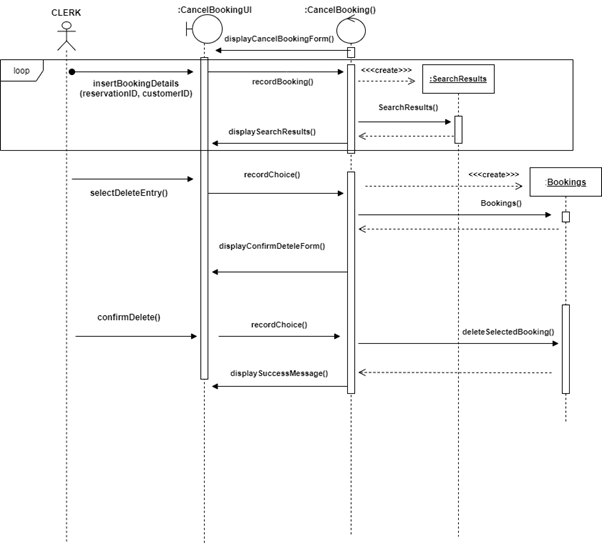 CLERK
:CancelBookingUI
:CancelBooking()
displayCancelBookingForm()
loop
insertBookingDetails
(reservationID, customerID)
recordBooking()
<<<create>>>
:SearchResults
SearchResults()
displaySearchResults()
selectDeleteEntry()
recordChoice()
<<<create>>>
:Bookings
Bookings()
displayConfirmDeteleForm()
confirmDelete()
recordChoice()
deleteSelectedBooking()
displaySuccessMessage()